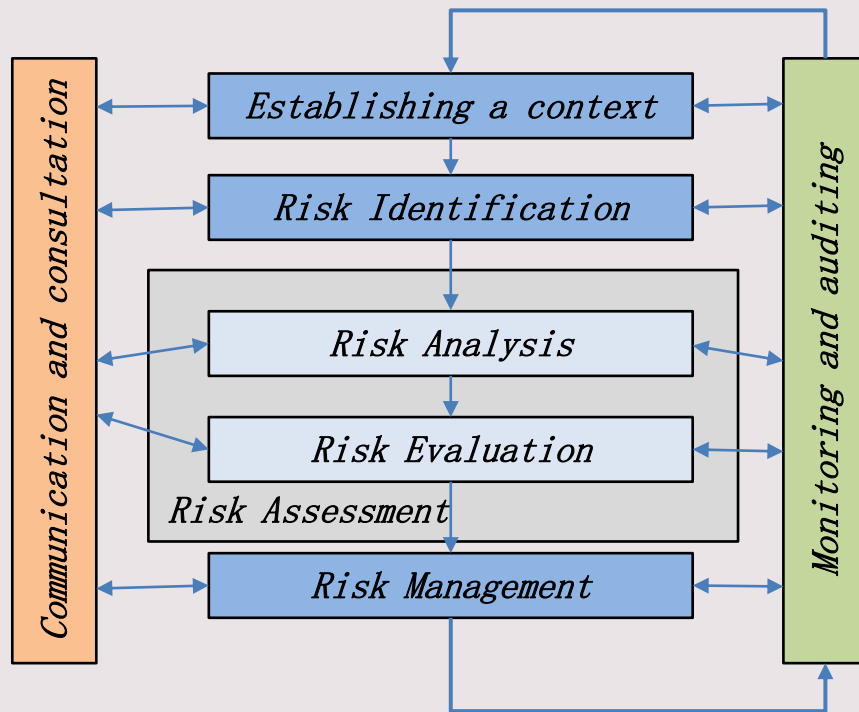 Communication and consultation
Establishing a context
Risk Identification
Risk Analysis
Risk Evaluation
Risk Assessment
Risk Management
Monitoring and auditing